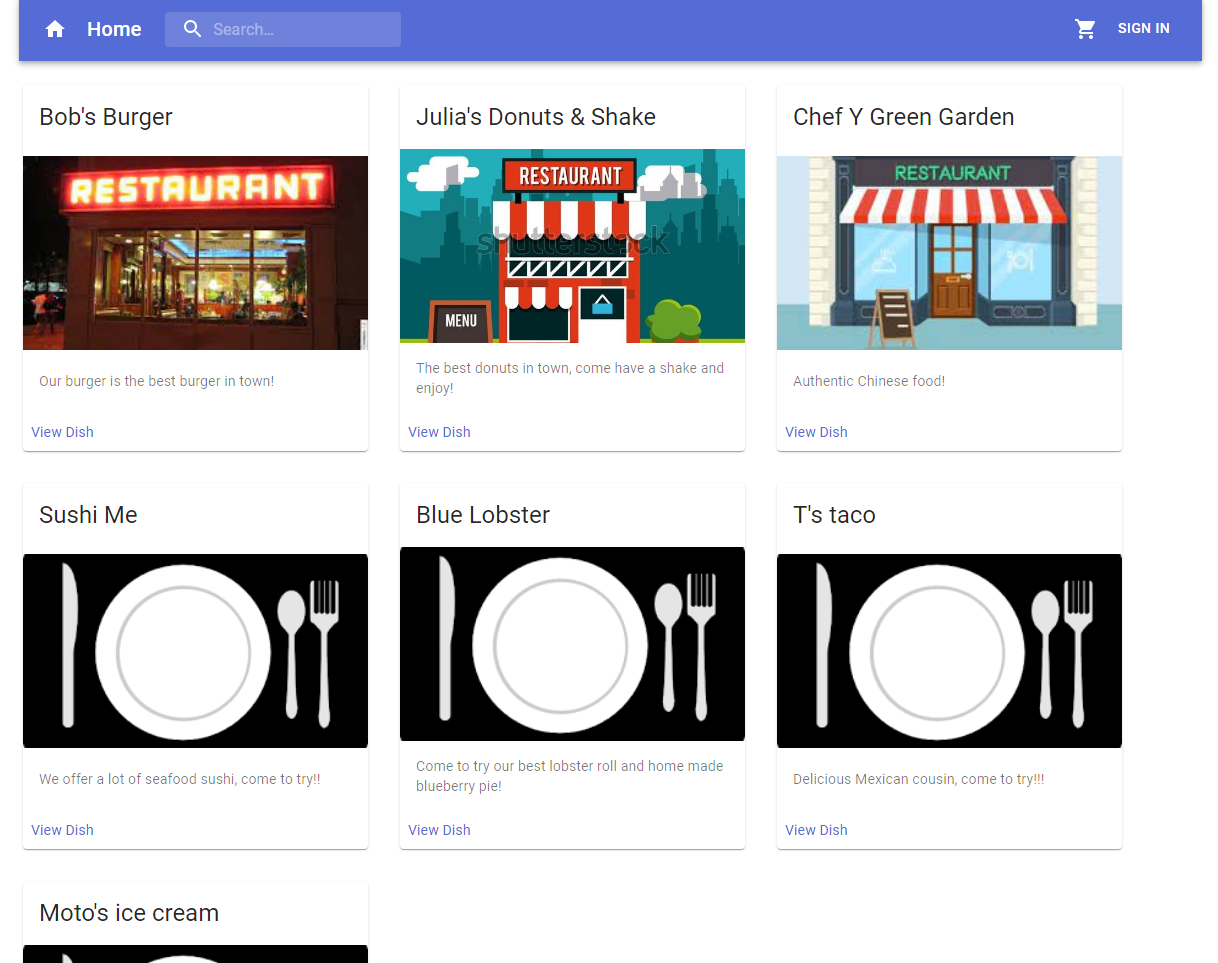 Home
Search…
SIGN IN
Bob's Burger
Julia's Donuts & Shake
Chef Y Green Garden
RESTAURANT
RESTAURANT
RESTAURANT
shutterstock
MENU
Our burger is the best burger in town!
The best donuts in town, come have a shake and
enjoy!
Authentic Chinese food!
View Dish
View Dish
View Dish
Sushi Me
Blue Lobster
T's taco
We offer a lot of seafood sushi, come to try!!
Come to try our best lobster roll and home made
blueberry pie!
Delicious Mexican cousin, come to try!!!
View Dish
View Dish
View Dish
Moto's ice cream